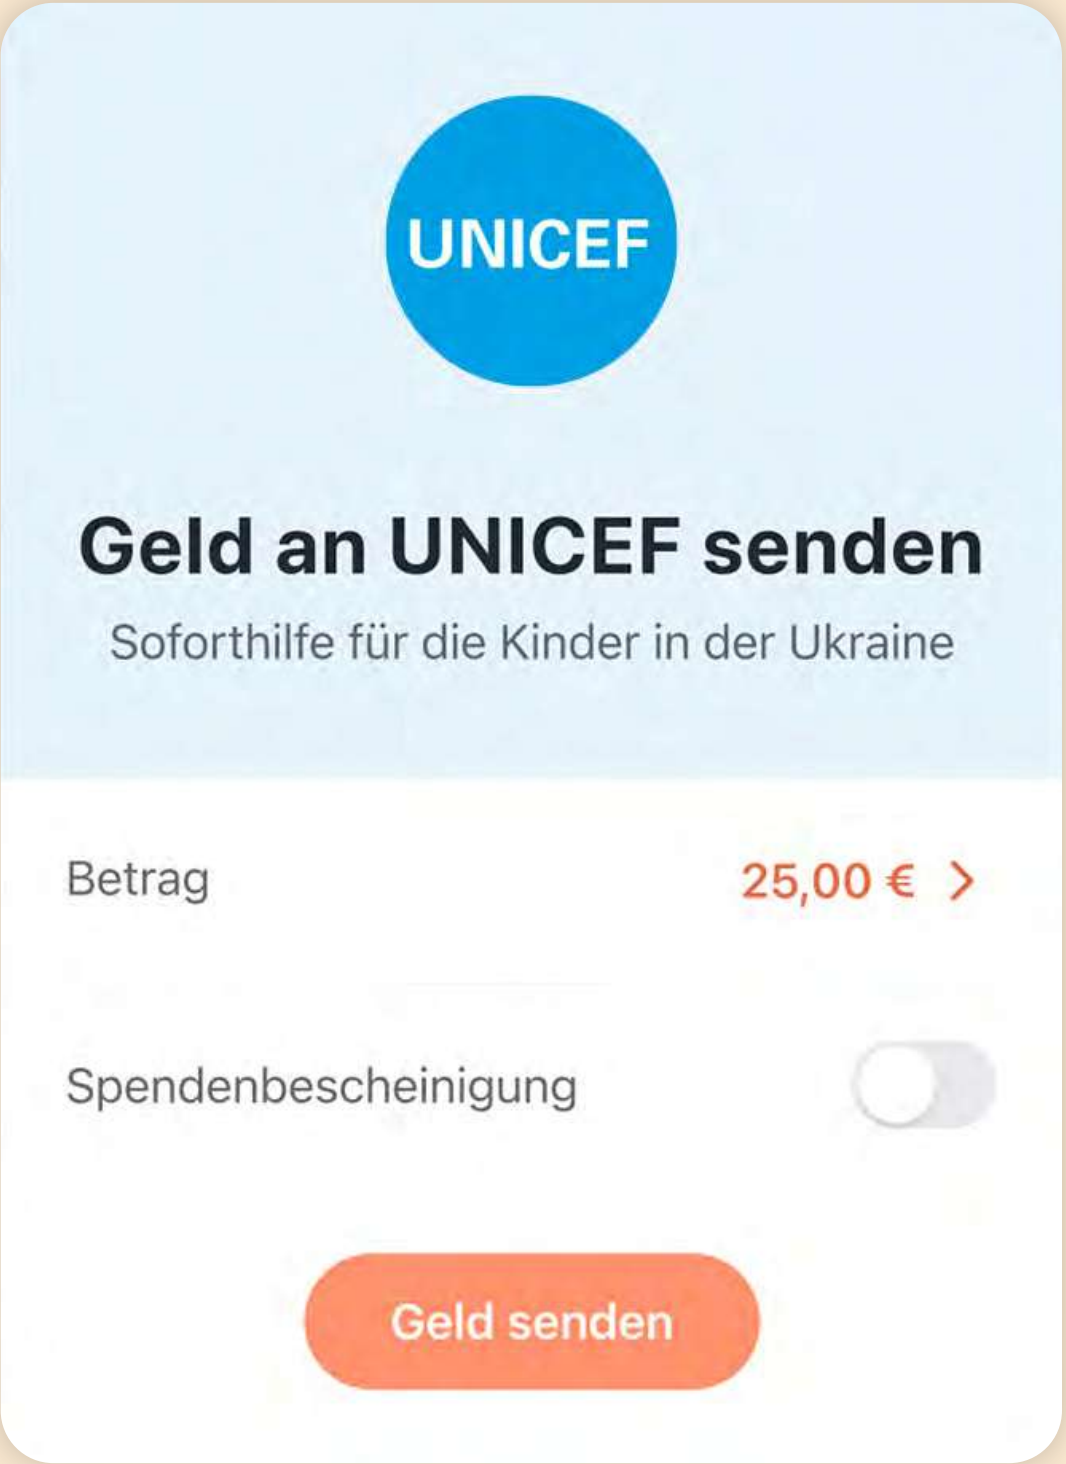 UNICEF
Geld an UNICEF senden
Soforthilfe für die Kinder in der Ukraine
Betrag 25,00 €
Spendenbescheinigung
Geld senden